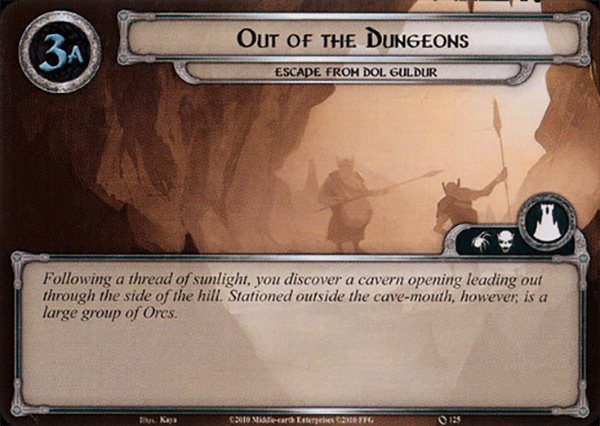 3A
OUT OF THE DUNGEONS
ESCAPE FROM DOL GULDUR
Following a thread of sunlight, you discover a cavern opening leading out
through the side of the hill. Stationed outside the cave-mouth, however, is a
large group of Orcs.
Illus. Kaya ©2010 Middle-earth Enterprises ©2010 FFG 125